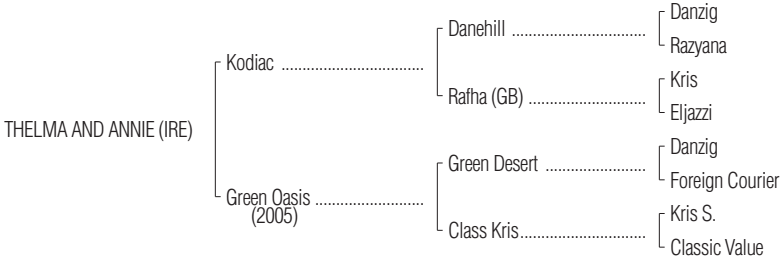 Danzig
Danehill ..................................
Razyana
Kodiac ....................................
Kris
Rafha (GB) ..............................
Eljazzi
THELMA AND ANNIE (IRE)
Danzig
Green Desert .........................
Foreign Courier
Green Oasis ...........................
(2005)
Kris S.
Class Kris................................
Classic Value